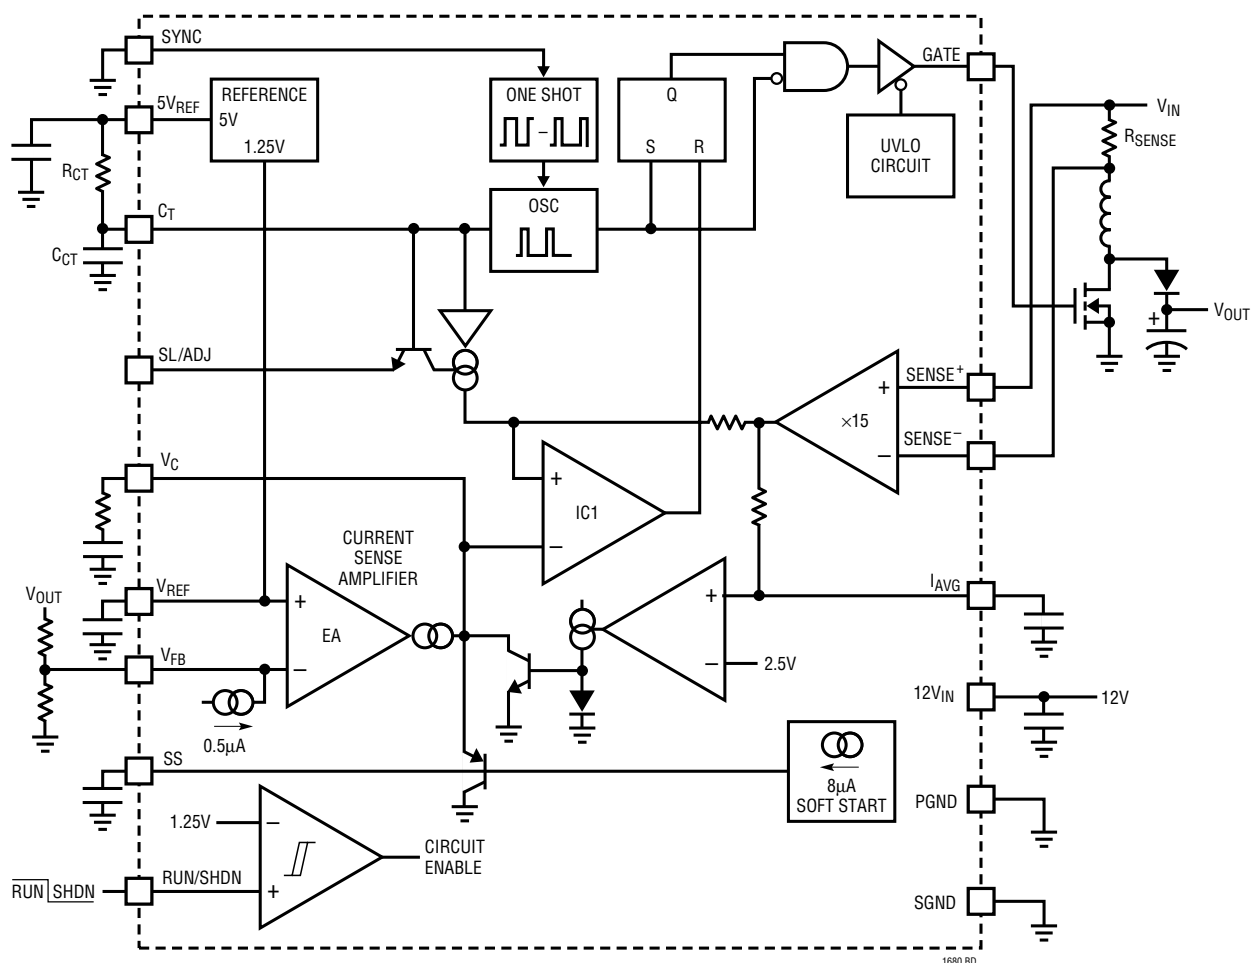 SYNC
GATE
5V_REF
REFERENCE
5V
1.25V
ONE SHOT
Q
S R
UVLO
CIRCUIT
V_IN
R_SENSE
R_CT
C_T
OSC
C_CT
V_OUT
+
SL/ADJ
SENSE⁺
+
×15
SENSE⁻
−
V_C
+
IC1
−
CURRENT
SENSE
AMPLIFIER
V_OUT
V_REF
+
EA
V_FB
−
0.5µA
+
I_AVG
−
2.5V
12V_IN
12V
SS
8µA
SOFT START
PGND
1.25V
−
CIRCUIT
ENABLE
RUN SHDN
RUN/SHDN
+
SGND
1680 BD